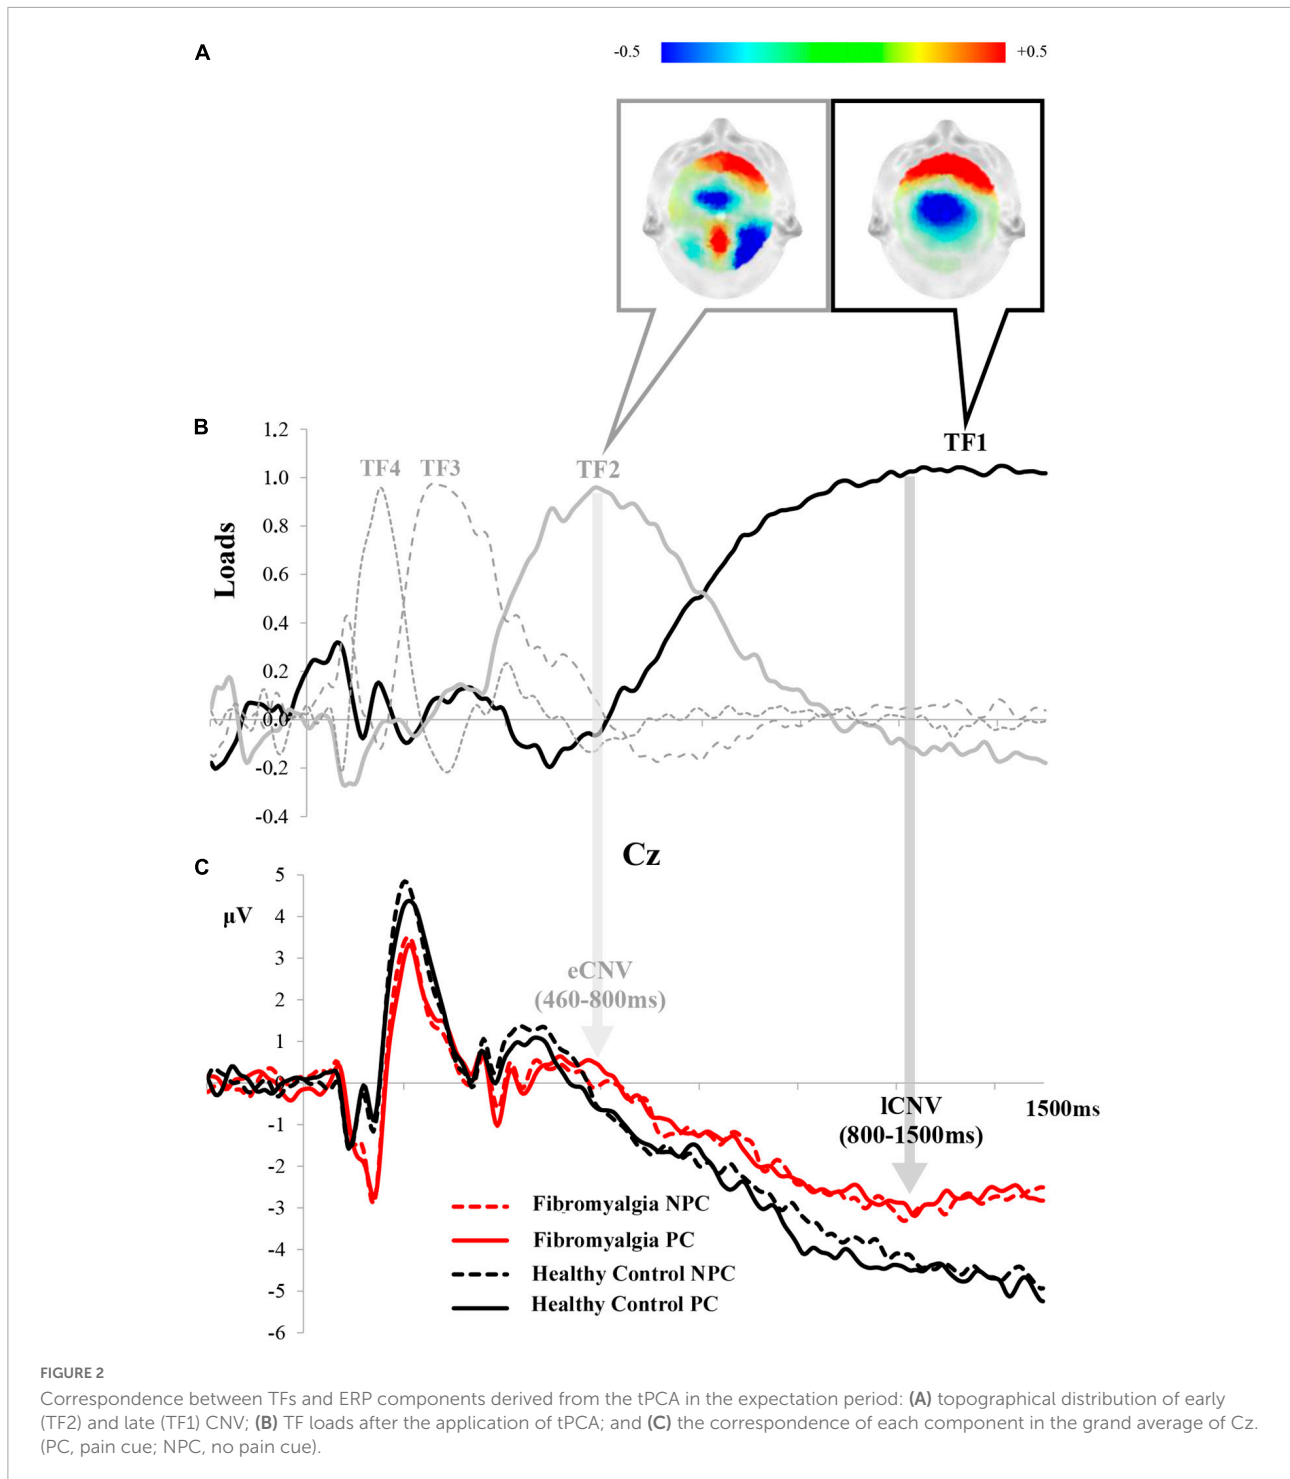 A
-0.5
+0.5
B
1.2
1.0
0.8
0.6
0.4
0.2
0.0
-0.2
-0.4
Loads
TF4
TF3
TF2
TF1
Cz
C
µV
5
4
3
2
1
-1
-2
-3
-4
-5
-6
eCNV
(460-800ms)
lCNV
(800-1500ms)
1500ms
Fibromyalgia NPC
Fibromyalgia PC
Healthy Control NPC
Healthy Control PC
FIGURE 2
Correspondence between TFs and ERP components derived from the tPCA in the expectation period: (A) topographical distribution of early
(TF2) and late (TF1) CNV; (B) TF loads after the application of tPCA; and (C) the correspondence of each component in the grand average of Cz.
(PC, pain cue; NPC, no pain cue).